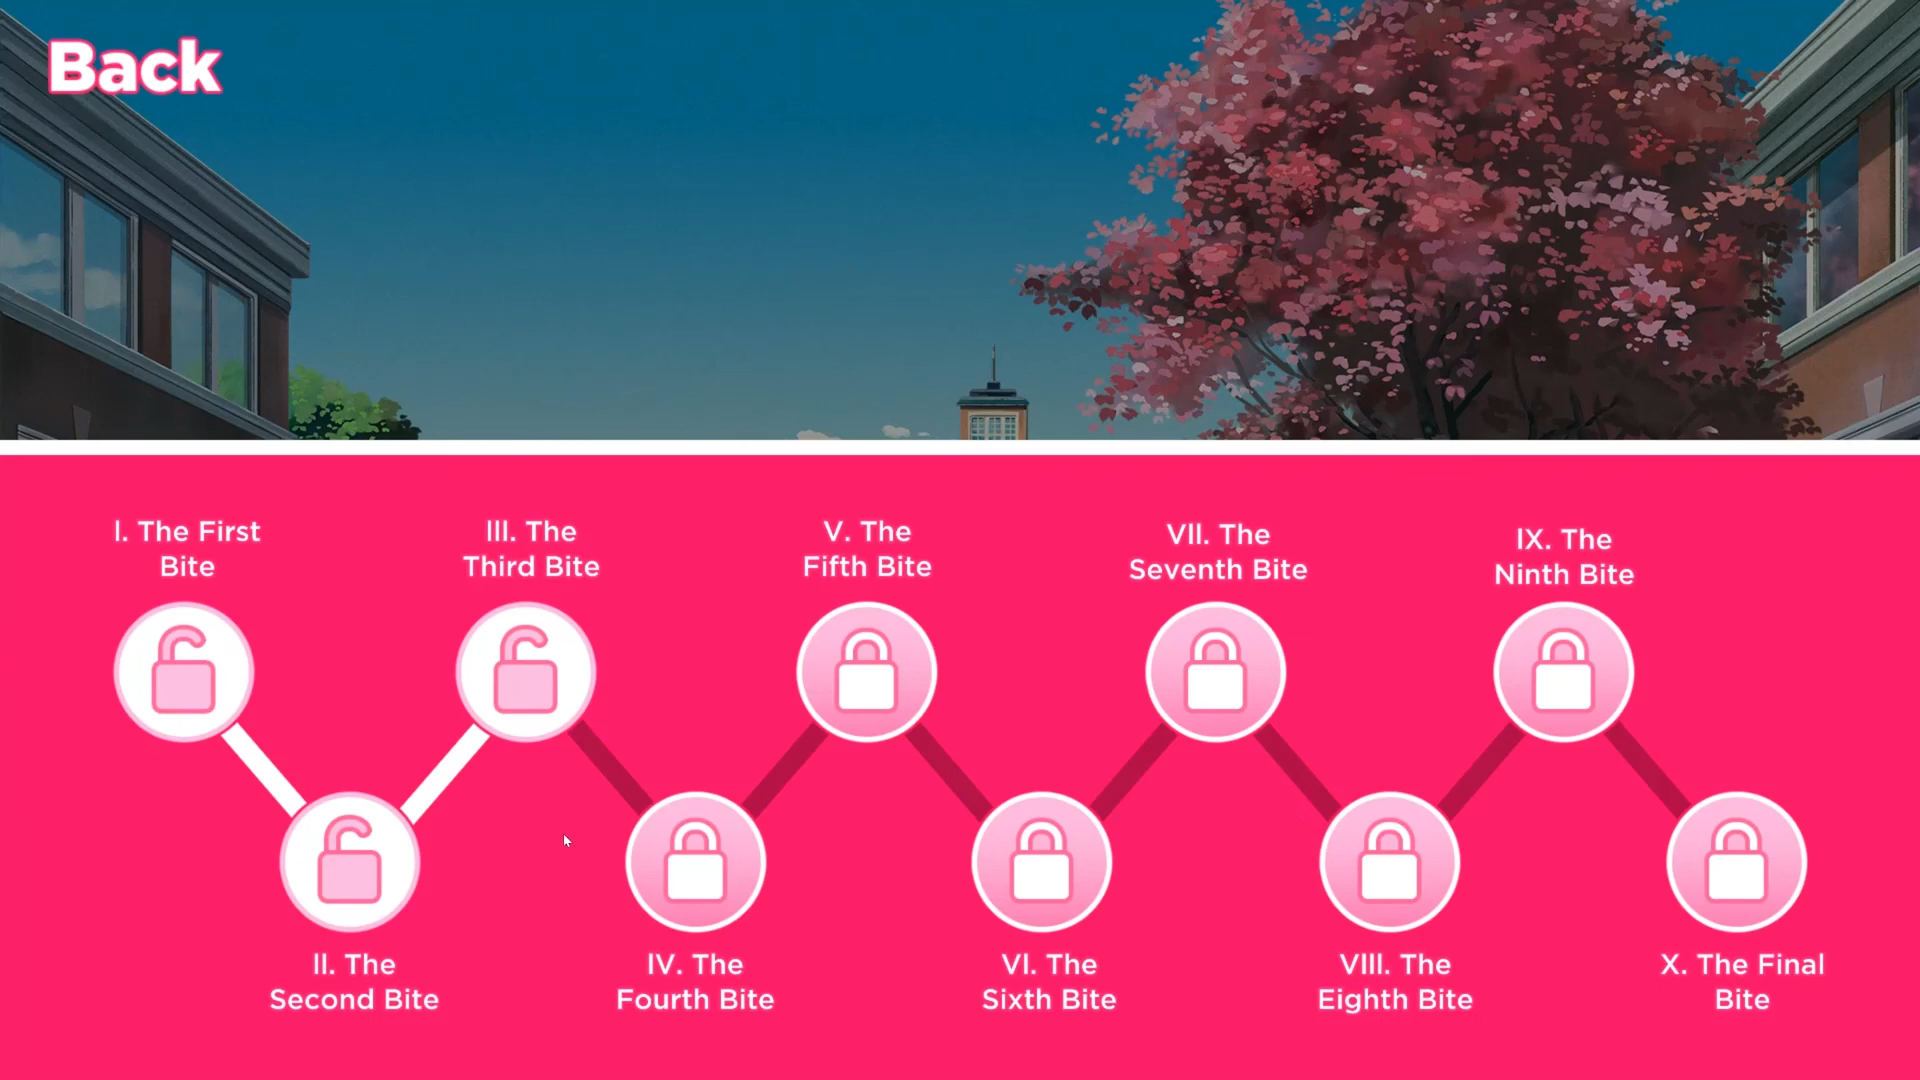 Back
I. The First
Bite
III. The
Third Bite
V. The
Fifth Bite
VII. The
Seventh Bite
IX. The
Ninth Bite
II. The
Second Bite
IV. The
Fourth Bite
VI. The
Sixth Bite
VIII. The
Eighth Bite
X. The Final
Bite